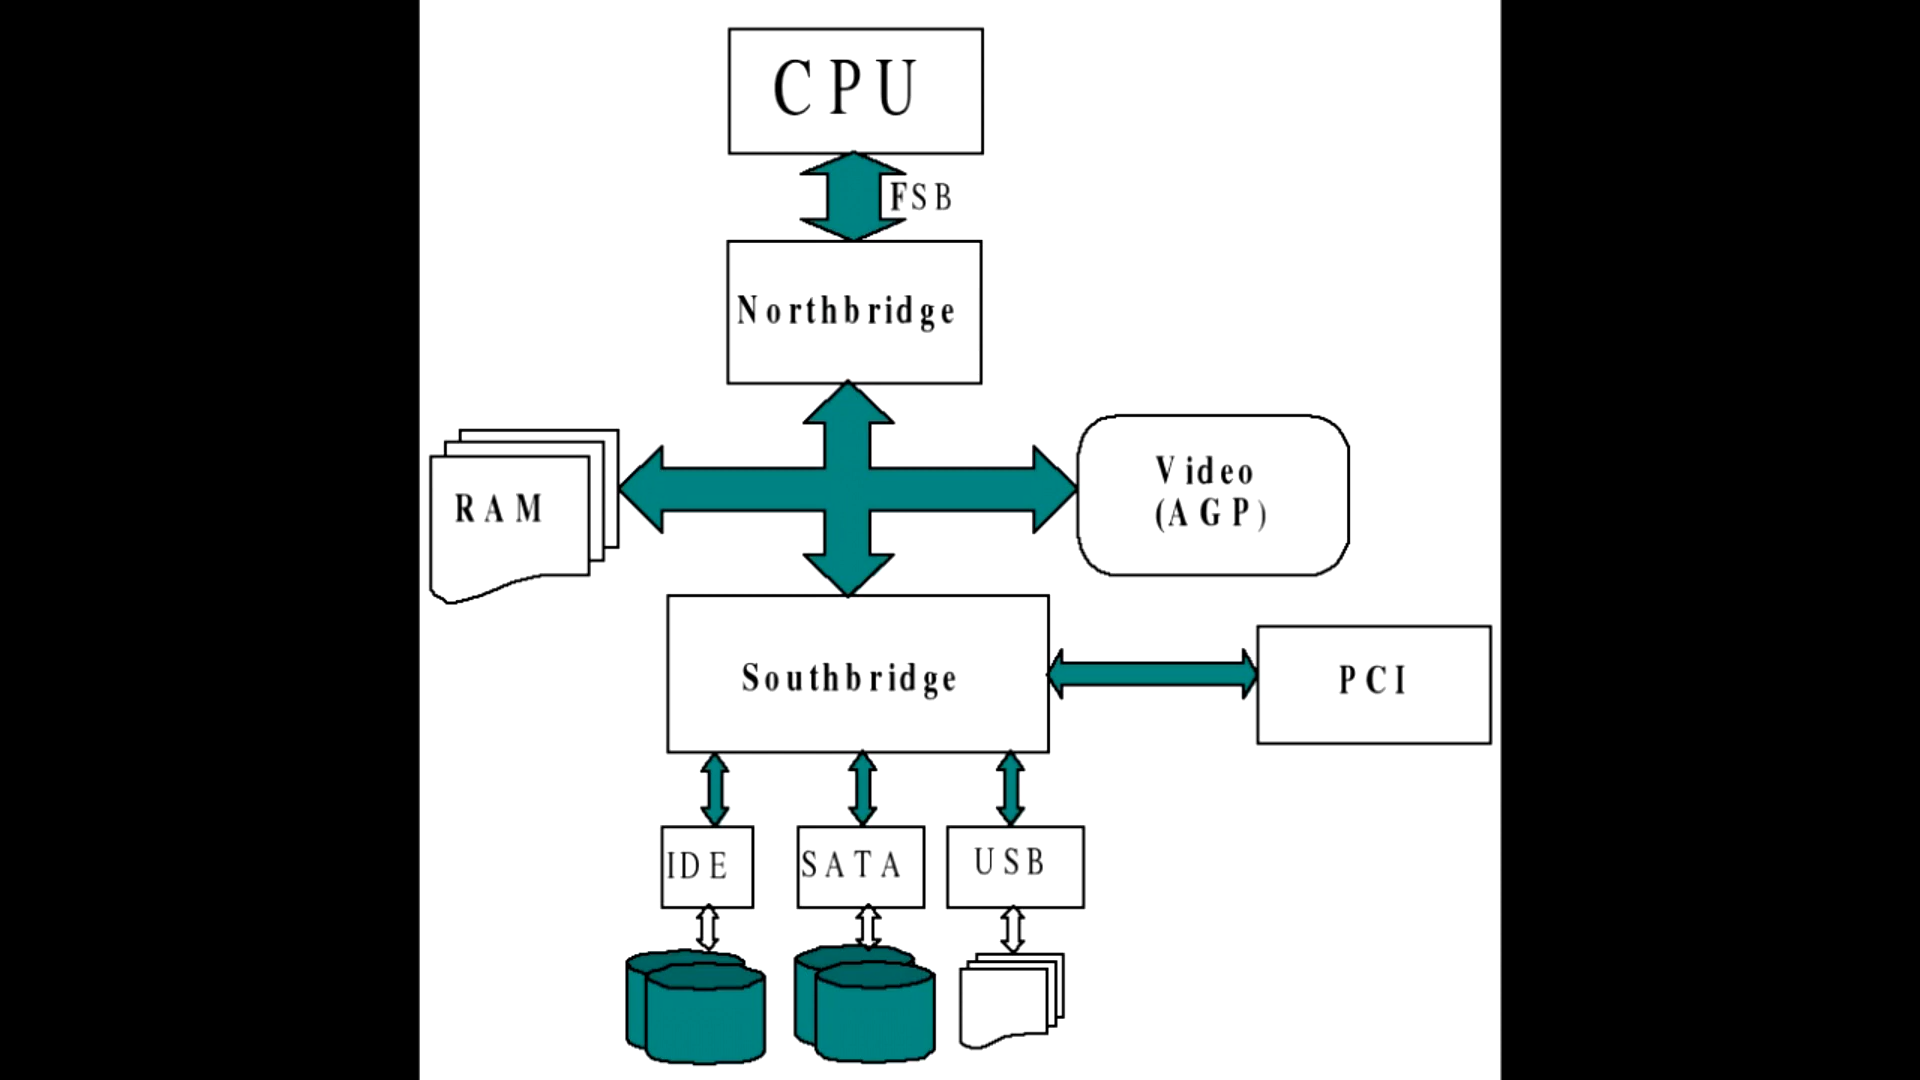 CPU
FSB
Northbridge
RAM
Video
(AGP)
Southbridge
PCI
IDE
SATA
USB